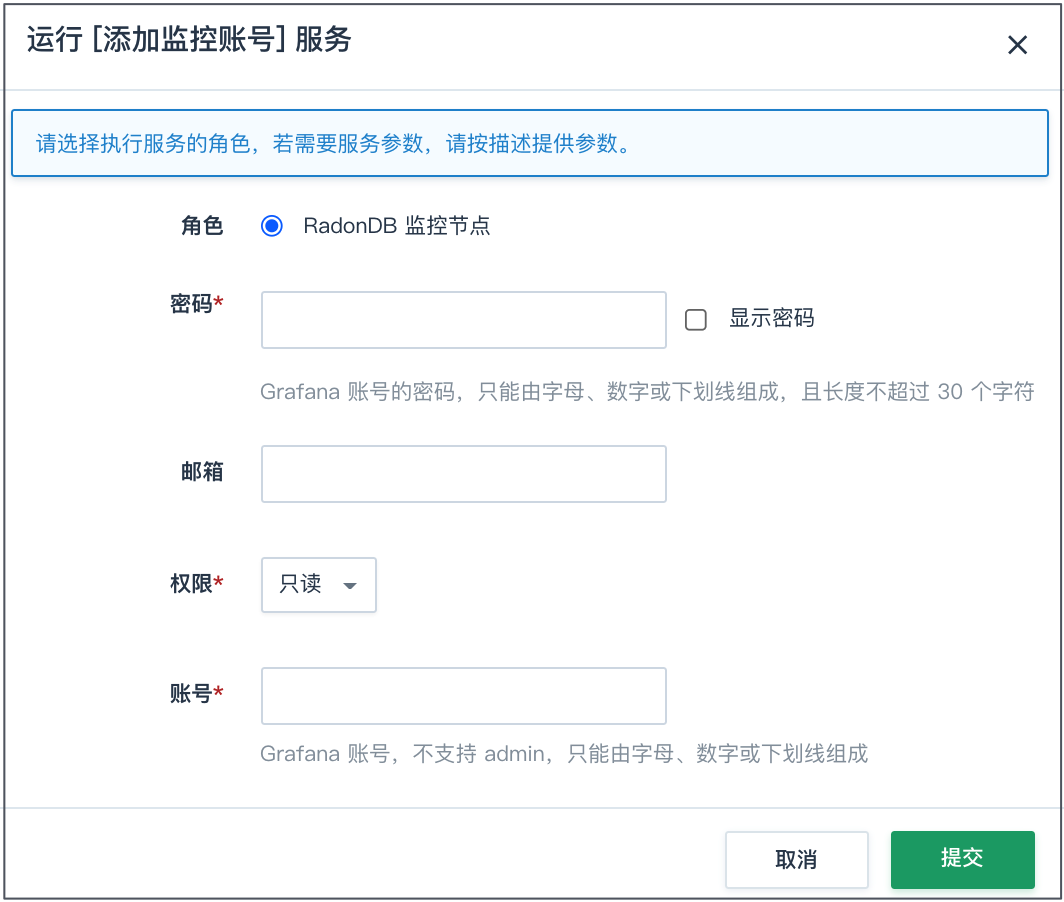 运行 [添加监控账号] 服务
请选择执行服务的角色，若需要服务参数，请按描述提供参数。
角色 RadonDB 监控节点
密码* 显示密码
Grafana 账号的密码，只能由字母、数字或下划线组成，且长度不超过 30 个字符
邮箱
权限* 只读
账号*
Grafana 账号，不支持 admin，只能由字母、数字或下划线组成
取消 提交